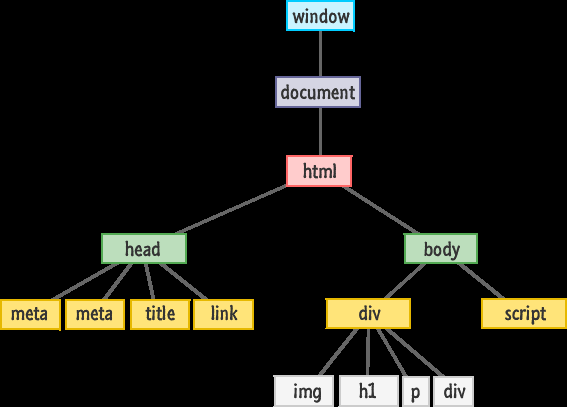 window
document
html
head body
meta meta title link div script
img h1 p div